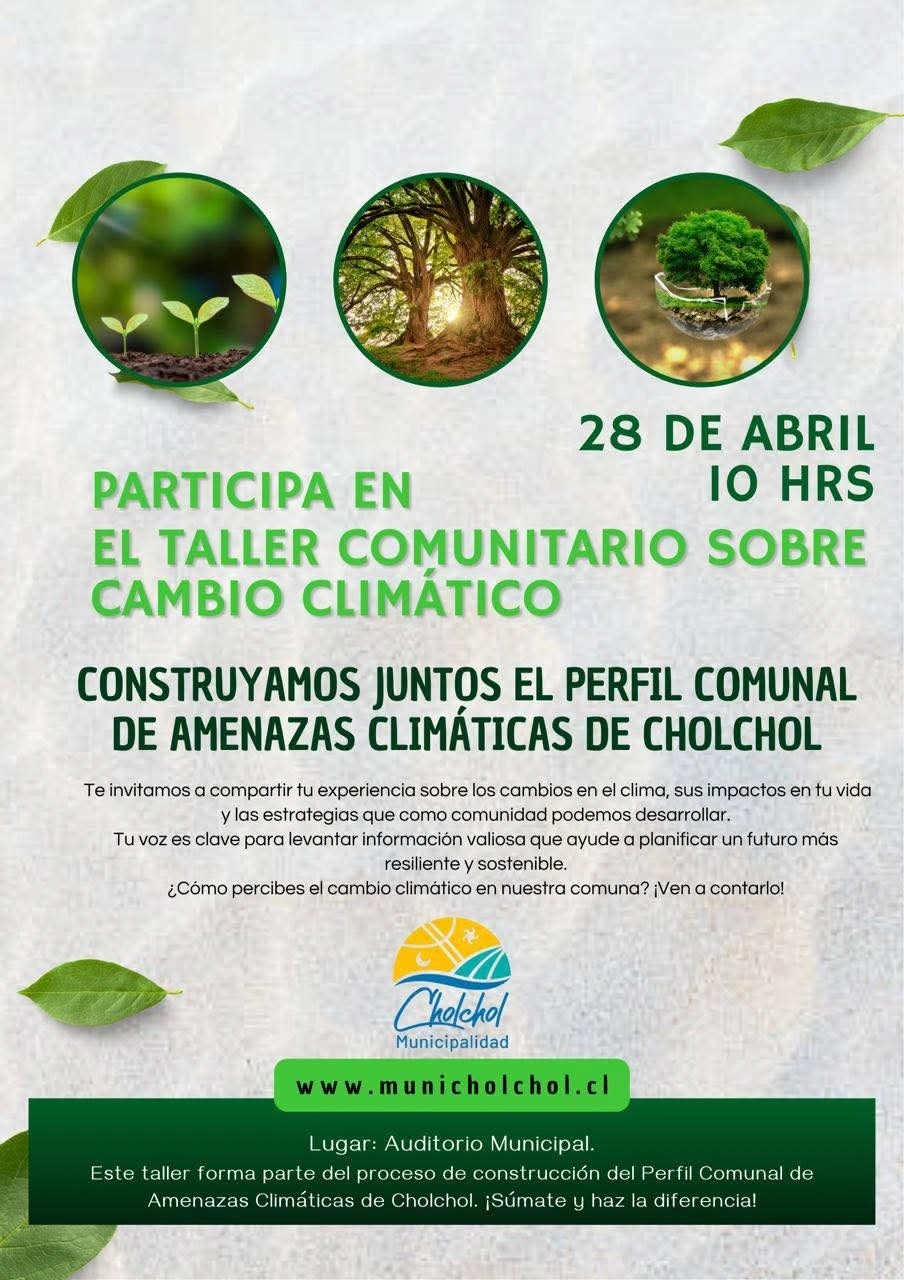 28 DE ABRIL
10 HRS
PARTICIPA EN
EL TALLER COMUNITARIO SOBRE
CAMBIO CLIMÁTICO
CONSTRUYAMOS JUNTOS EL PERFIL COMUNAL
DE AMENAZAS CLIMÁTICAS DE CHOLCHOL
Te invitamos a compartir tu experiencia sobre los cambios en el clima, sus impactos en tu vida
y las estrategias que como comunidad podemos desarrollar.
Tu voz es clave para levantar información valiosa que ayude a planificar un futuro más
resiliente y sostenible.
¿Cómo percibes el cambio climático en nuestra comuna? ¡Ven a contarlo!
Cholchol
Municipalidad
www.municholchol.cl
Lugar: Auditorio Municipal.
Este taller forma parte del proceso de construcción del Perfil Comunal de
Amenazas Climáticas de Cholchol. ¡Súmate y haz la diferencia!